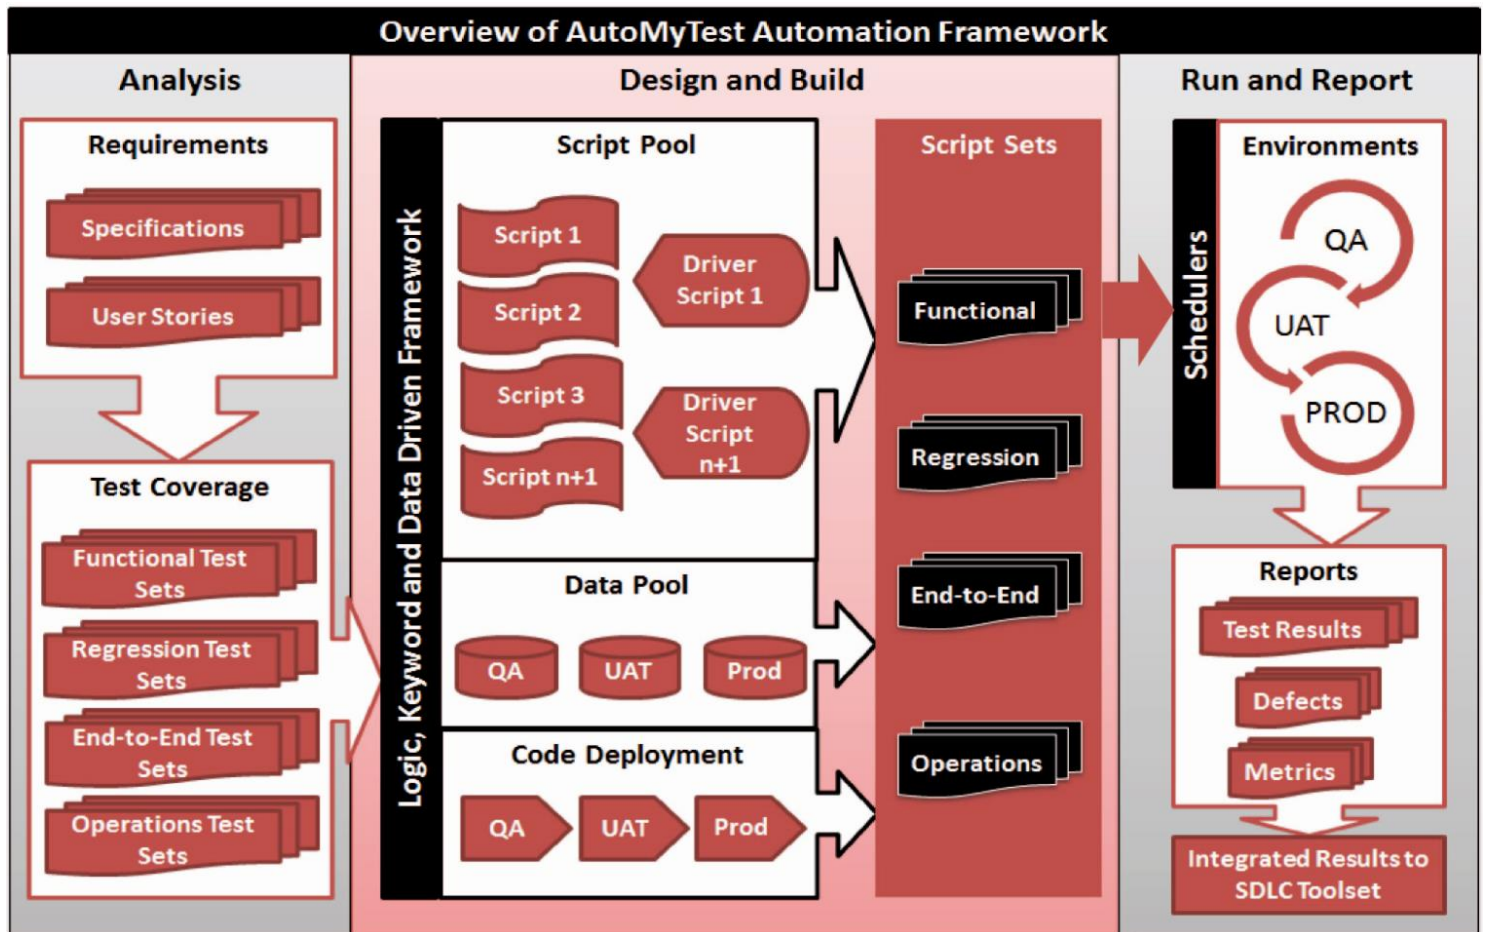 Overview of AutoMyTest Automation Framework
Analysis
Requirements
Specifications
User Stories
Test Coverage
Functional Test
Sets
Regression Test
Sets
End-to-End Test
Sets
Operations Test
Sets
Design and Build
Logic, Keyword and Data Driven Framework
Script Pool
Script 1
Script 2
Script 3
Script n+1
Driver
Script 1
Driver
Script
n+1
Data Pool
QA
UAT
Prod
Code Deployment
QA
UAT
Prod
Script Sets
Functional
Regression
End-to-End
Operations
Run and Report
Schedulers
Environments
QA
UAT
PROD
Reports
Test Results
Defects
Metrics
Integrated Results to
SDLC Toolset